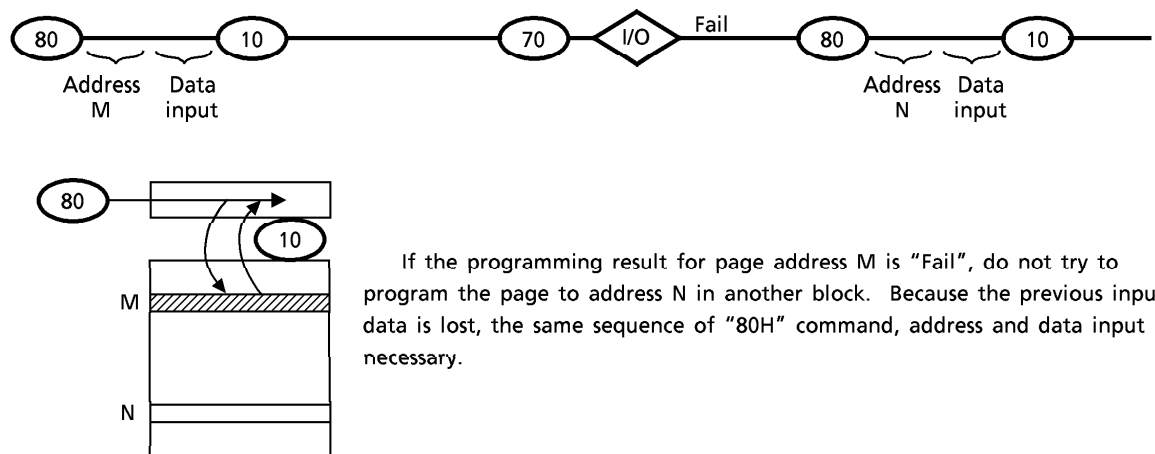 80 10 70 I/O Fail 80 10
Address Data Address Data
M input N input
80
10
If the programming result for page address M is "Fail", do not try to
M
program the page to address N in another block. Because the previous inpu
data is lost, the same sequence of "80H" command, address and data input
necessary.
N